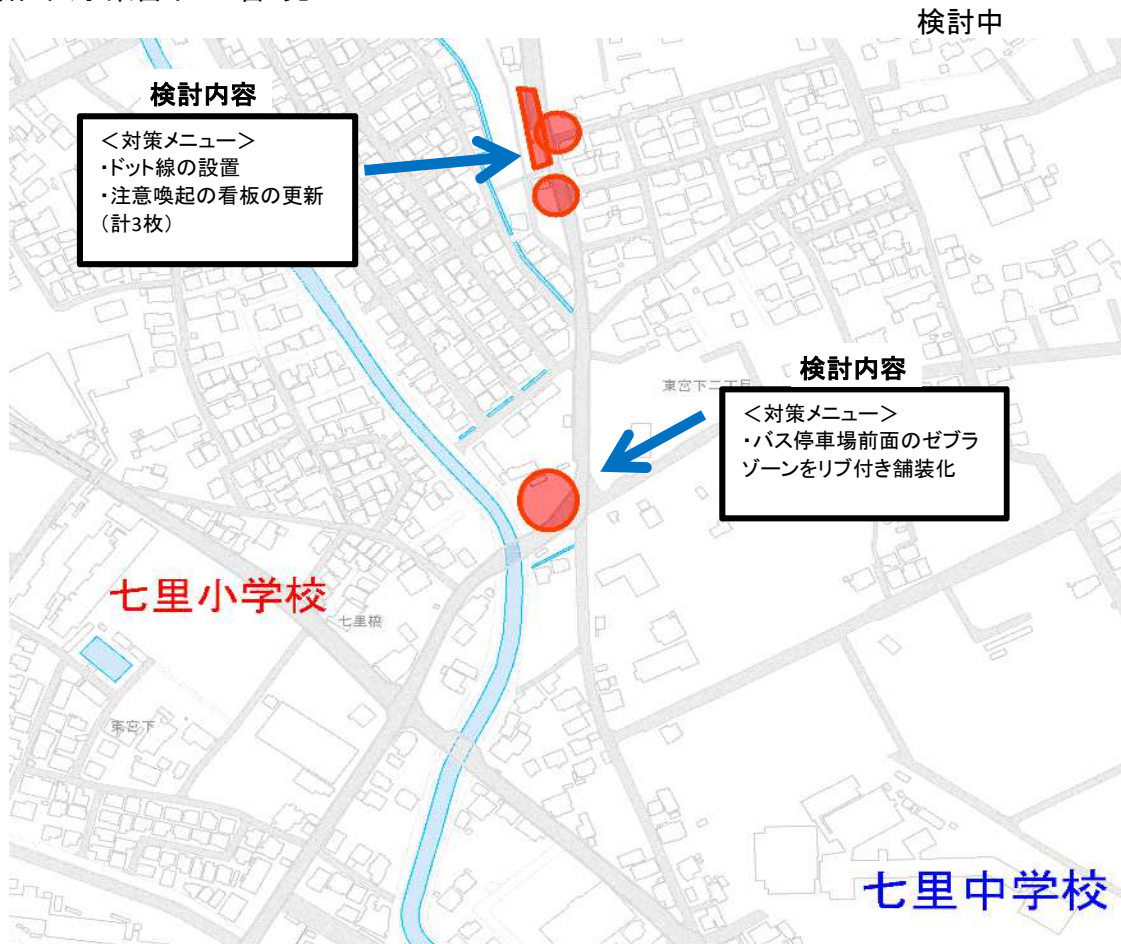 検討中
検討内容
＜対策メニュー＞
・ドット線の設置
・注意喚起の看板の更新
(計3枚)
検討内容
東宮下二丁目
＜対策メニュー＞
・バス停車場前面のゼブラ
ゾーンをリブ付き舗装化
七里小学校
七里橋
東宮下
七里中学校